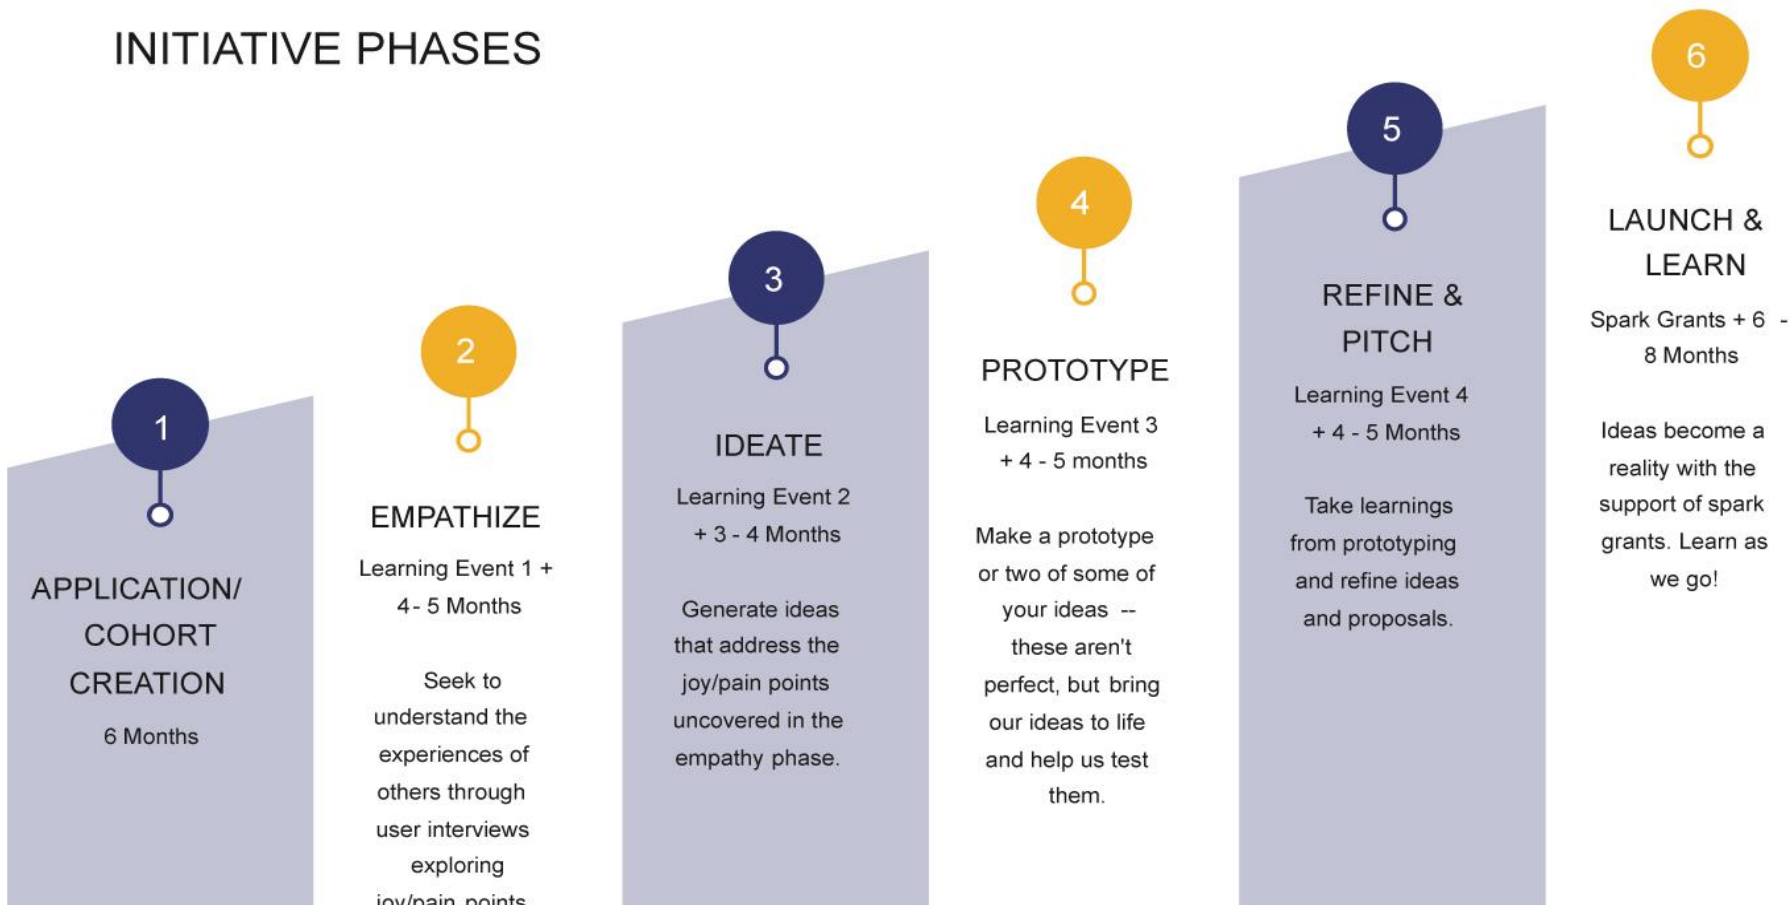 INITIATIVE PHASES
1
APPLICATION/
COHORT
CREATION
6 Months
2
EMPATHIZE
Learning Event 1 +
4- 5 Months
Seek to
understand the
experiences of
others through
user interviews
exploring
joy/pain points
3
IDEATE
Learning Event 2
+ 3 - 4 Months
Generate ideas
that address the
joy/pain points
uncovered in the
empathy phase.
4
PROTOTYPE
Learning Event 3
+ 4 - 5 months
Make a prototype
or two of some of
your ideas --
these aren't
perfect, but bring
our ideas to life
and help us test
them.
5
REFINE &
PITCH
Learning Event 4
+ 4 - 5 Months
Take learnings
from prototyping
and refine ideas
and proposals.
6
LAUNCH &
LEARN
Spark Grants + 6 -
8 Months
Ideas become a
reality with the
support of spark
grants. Learn as
we go!